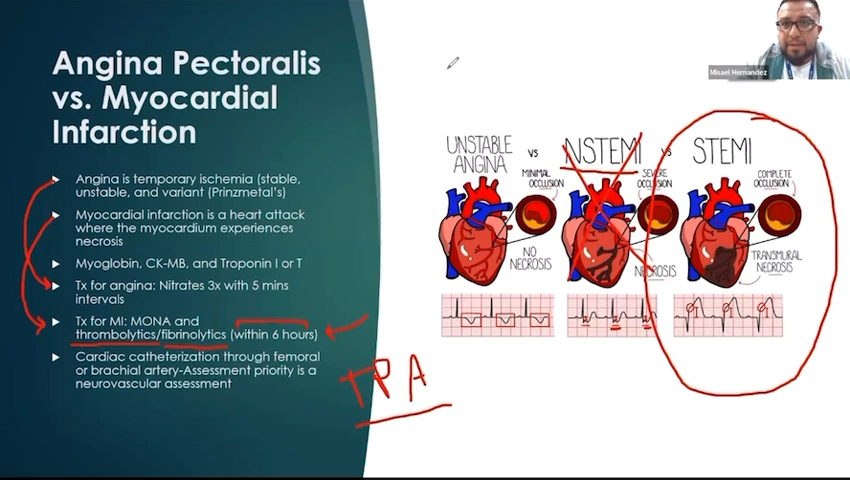 Angina Pectoralis
vs. Myocardial
Infarction
Angina is temporary ischemia (stable,
unstable, and variant (Prinzmetal's)
Myocardial infarction is a heart attack
where the myocardium experiences
necrosis
Myoglobin, CK-MB, and Troponin I or T
Tx for angina: Nitrates 3x with 5 mins
intervals
Tx for MI: MONA and
thrombolytics/fibrinolytics (within 6 hours)
Cardiac catheterization through femoral
or brachial artery-Assessment priority is a
neurovascular assessment
TPA
UNSTABLE
ANGINA
vs
NSTEMI
vs
STEMI
MINIMAL
OCCLUSION
SEVERE
OCCLUSION
COMPLETE
OCCLUSION
NO
NECROSIS
NECROSIS
TRANSMURAL
NECROSIS
Misael Hernandez